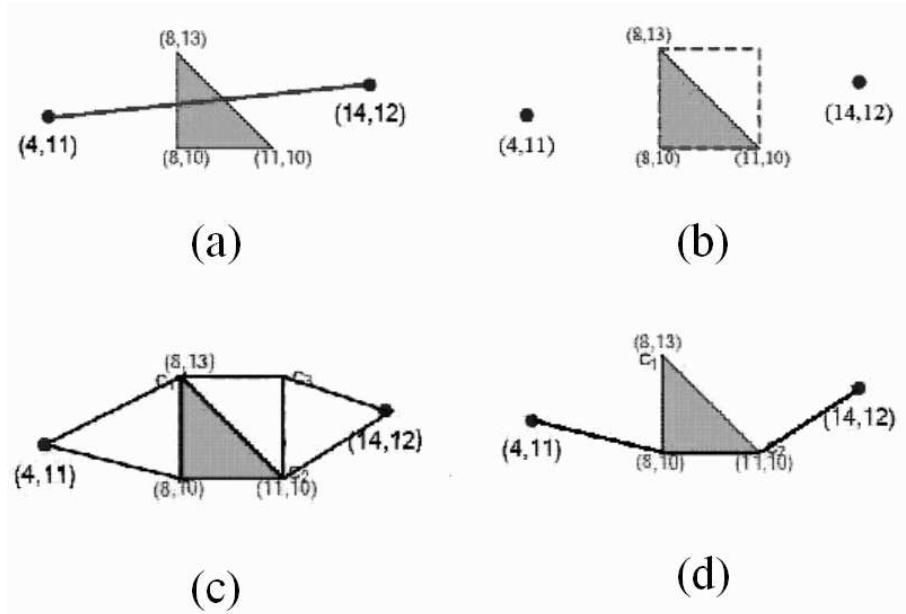 (8,13)
(4,11)
(14,12)
(8,10)
(11,10)
(a)
(8,13)
(4,11)
(14,12)
(8,10)
(11,10)
(b)
(8,13)
C1
C3
(4,11)
(14,12)
C2
(8,10)
(11,10)
(c)
(8,13)
C1
(4,11)
(14,12)
(8,10)
(11,10)
C2
(d)